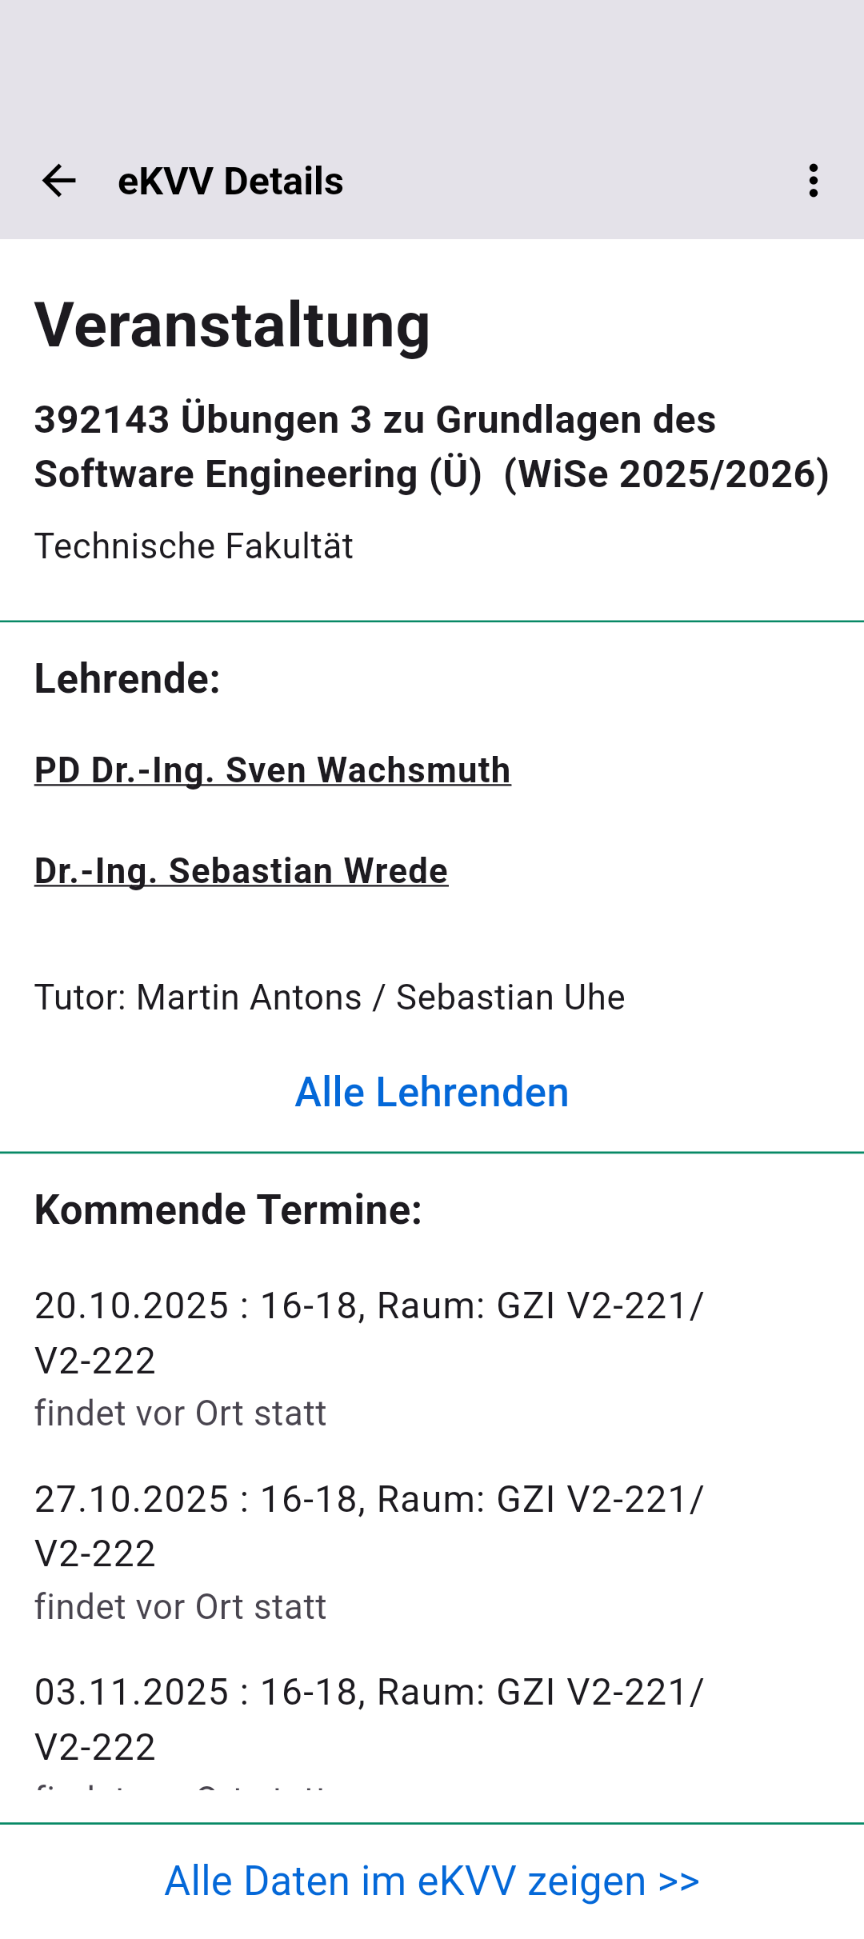 eKVV Details
Veranstaltung
392143 Übungen 3 zu Grundlagen des
Software Engineering (Ü) (WiSe 2025/2026)
Technische Fakultät
Lehrende:
PD Dr.-Ing. Sven Wachsmuth
Dr.-Ing. Sebastian Wrede
Tutor: Martin Antons / Sebastian Uhe
Alle Lehrenden
Kommende Termine:
20.10.2025 : 16-18, Raum: GZI V2-221/
V2-222
findet vor Ort statt
27.10.2025 : 16-18, Raum: GZI V2-221/
V2-222
findet vor Ort statt
03.11.2025 : 16-18, Raum: GZI V2-221/
V2-222
Alle Daten im eKVV zeigen >>